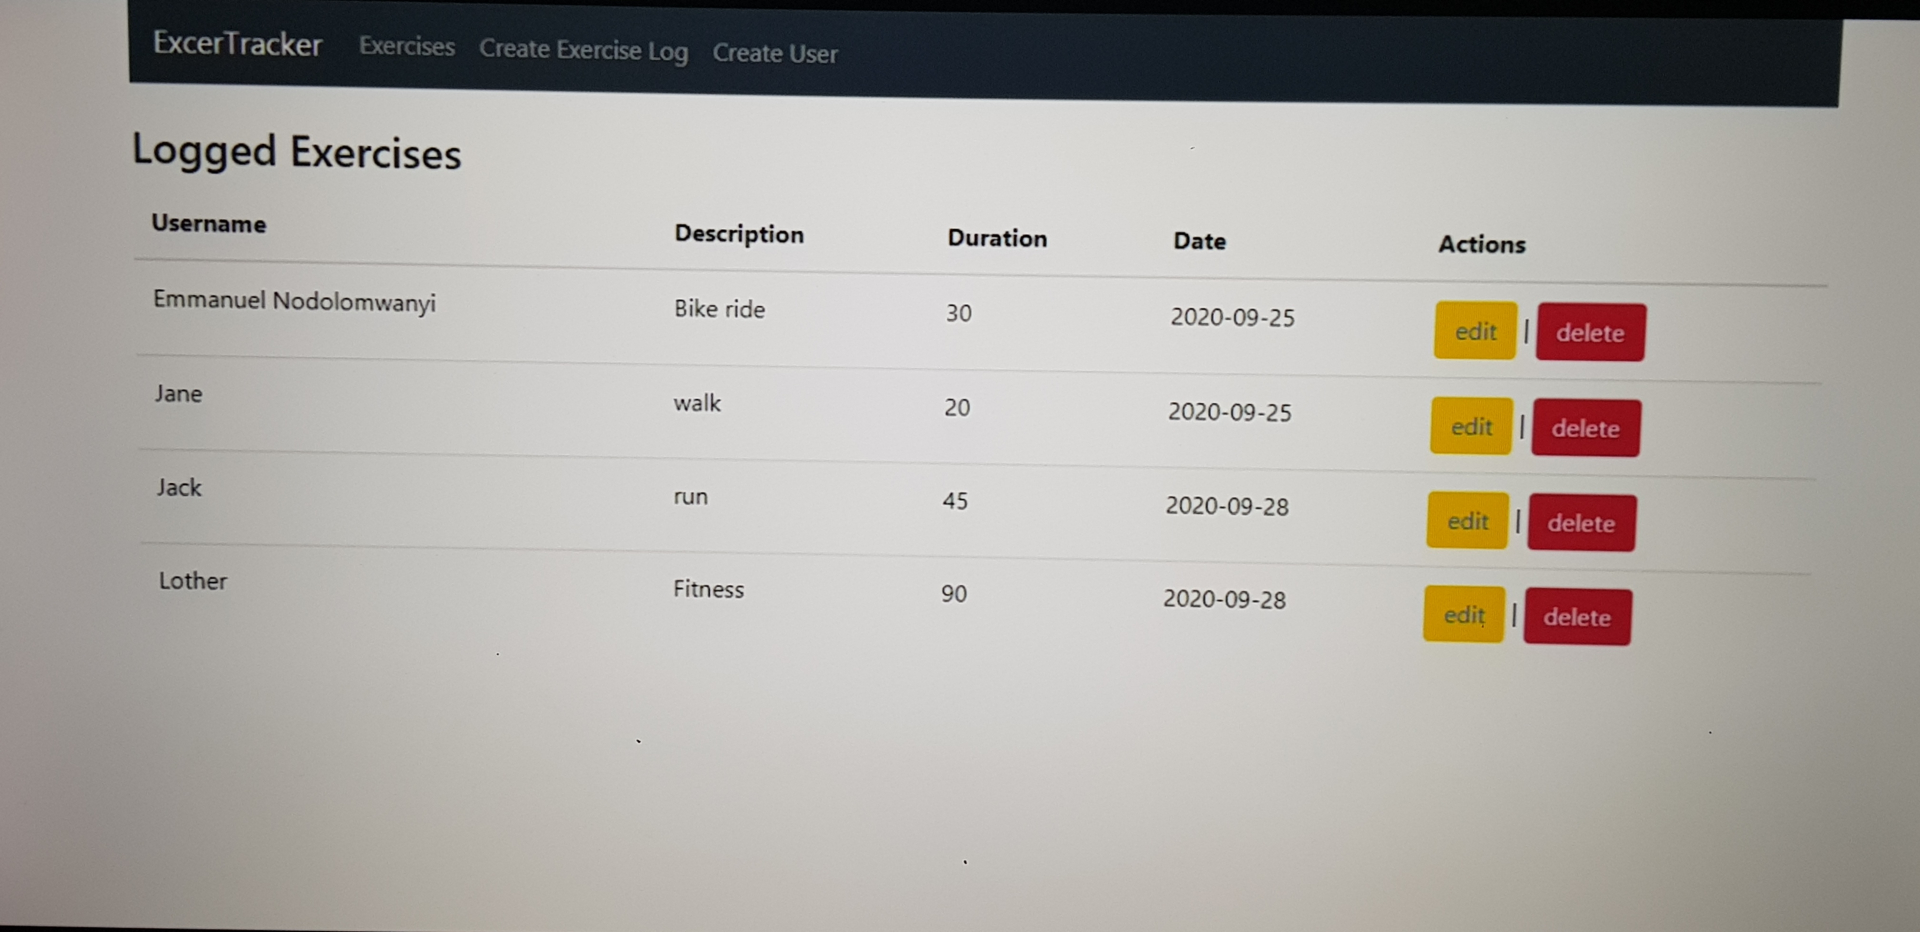 ExcerTracker Exercises Create Exercise Log Create User
Logged Exercises
Username Description Duration Date Actions
Emmanuel Nodolomwanyi Bike ride 30 2020-09-25 edit | delete
Jane walk 20 2020-09-25 edit | delete
Jack run 45 2020-09-28 edit | delete
Lother Fitness 90 2020-09-28 edit | delete